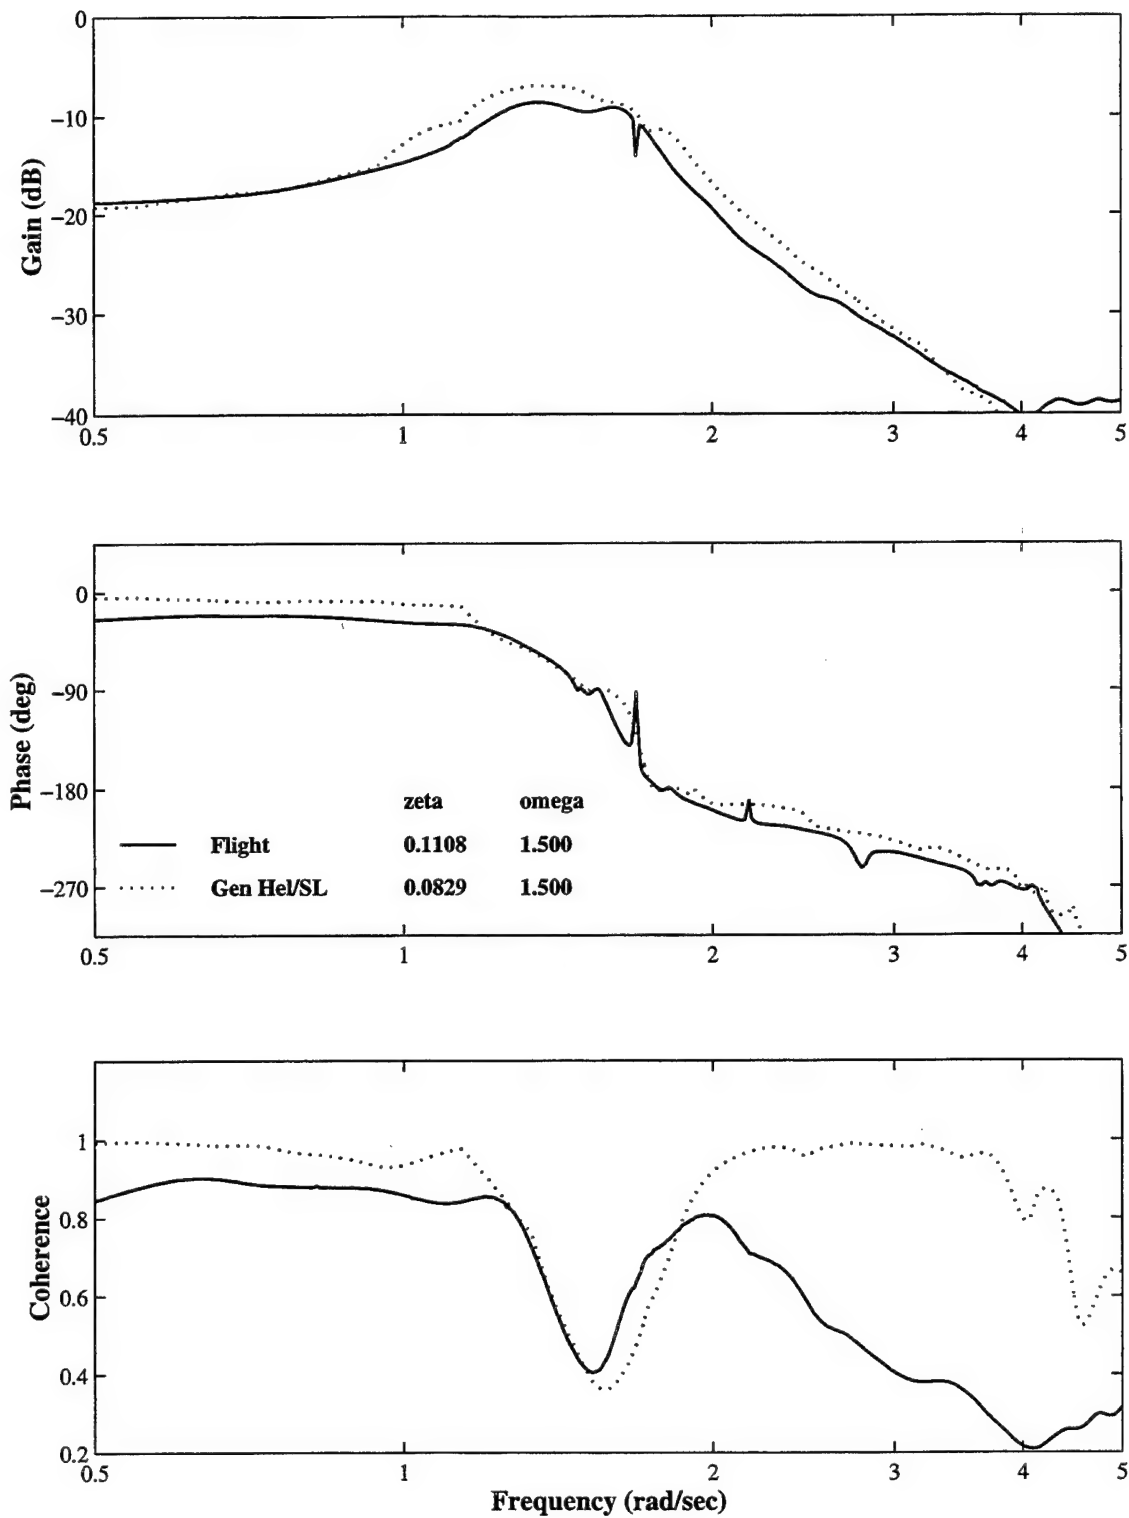 0
−10
−20
−30
−40
Gain (dB)
0.5 1 2 3 4 5
0
−90
−180
−270
Phase (deg)
zeta omega
Flight 0.1108 1.500
Gen Hel/SL 0.0829 1.500
0.5 1 2 3 4 5
1
0.8
0.6
0.4
0.2
Coherence
0.5 1 2 3 4 5
Frequency (rad/sec)